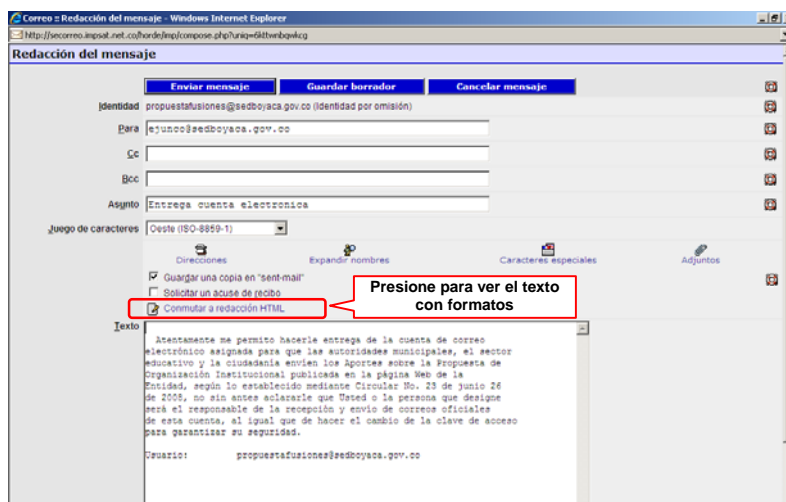 Correo :: Redacción del mensaje - Windows Internet Explorer
http://secorreo.impsat.net.co/horde/imp/compose.php?uniq=6kttwnbqwkcg
Redacción del mensaje
Enviar mensaje Guardar borrador Cancelar mensaje
Identidad propuestafusiones@sedboyaca.gov.co (Identidad por omisión)
Para ejunco@sedboyaca.gov.co
Cc
Bcc
Asunto Entrega cuenta electronica
Juego de caracteres Oeste (ISO-8859-1)
Direcciones Expandir nombres Caracteres especiales Adjuntos
Guardar una copia en "sent-mail"
Solicitar un acuse de recibo
Conmutar a redacción HTML
Presione para ver el texto
con formatos
Texto
Atentamente me permito hacerle entrega de la cuenta de correo
electrónico asignada para que las autoridades municipales, el sector
educativo y la ciudadanía envíen los Aportes sobre la Propuesta de
Organización Institucional publicada en la página Web de la
Entidad, según lo establecido mediante Circular No. 23 de junio 26
de 2008, no sin antes aclararle que Usted o la persona que designe
será el responsable de la recepción y envío de correos oficiales
de esta cuenta, al igual que de hacer el cambio de la clave de acceso
para garantizar su seguridad.
Usuario: propuestafusiones@sedboyaca.gov.co